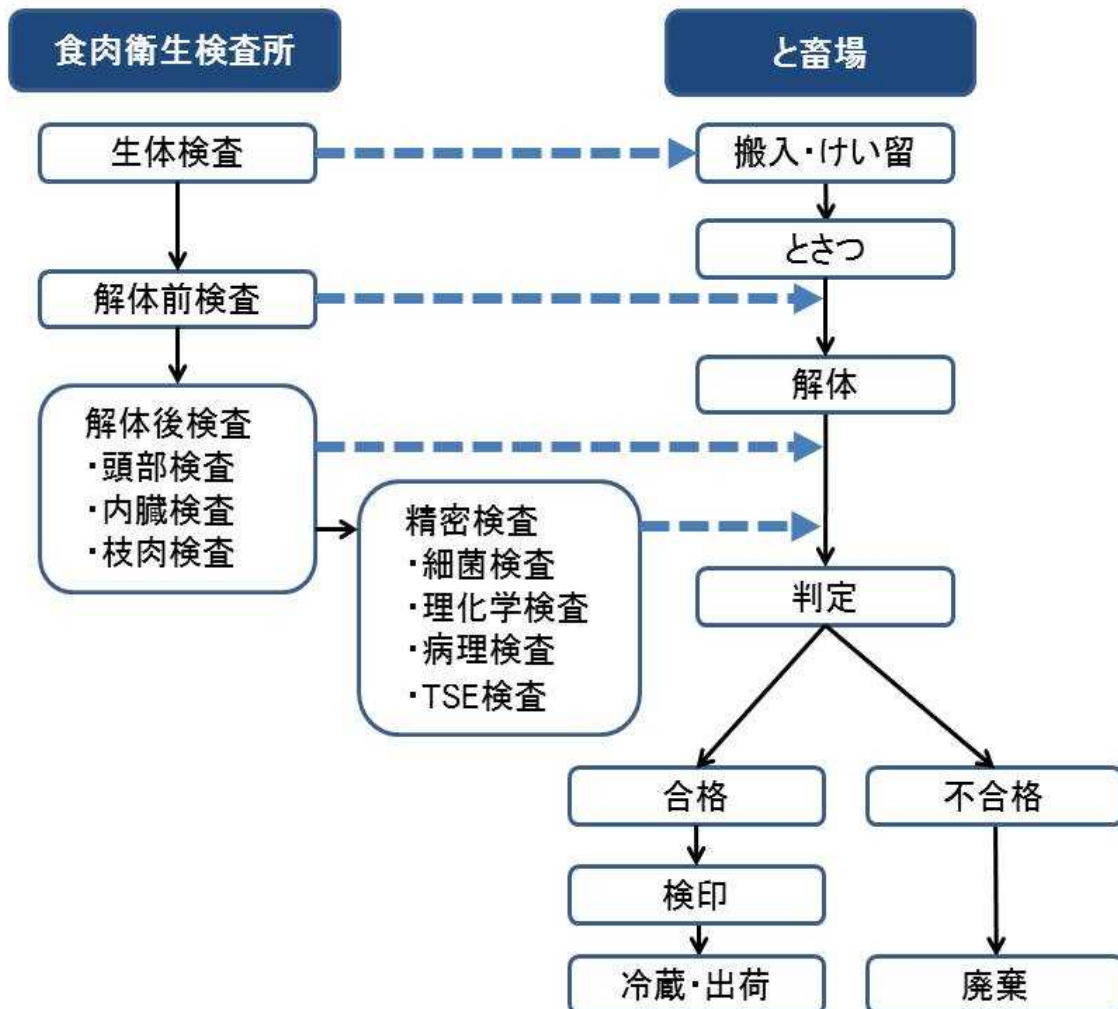 食肉衛生検査所
と畜場
生体検査
搬入・けい留
とさつ
解体前検査
解体
解体後検査
・頭部検査
・内臓検査
・枝肉検査
精密検査
・細菌検査
・理化学検査
・病理検査
・TSE検査
判定
合格
不合格
検印
冷蔵・出荷
廃棄